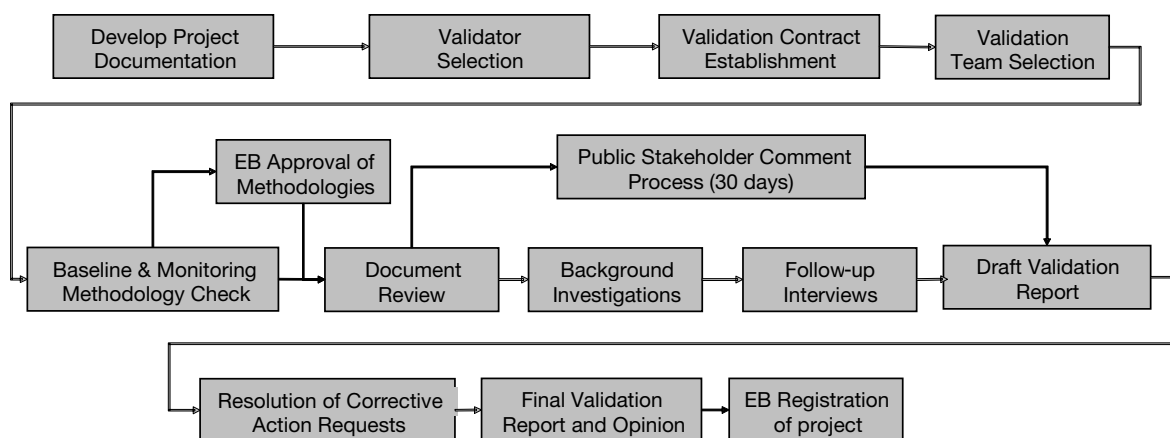 Develop Project
Documentation
Validator
Selection
Validation Contract
Establishment
Validation
Team Selection
EB Approval of
Methodologies
Public Stakeholder Comment
Process (30 days)
Baseline & Monitoring
Methodology Check
Document
Review
Background
Investigations
Follow-up
Interviews
Draft Validation
Report
Resolution of Corrective
Action Requests
Final Validation
Report and Opinion
EB Registration
of project